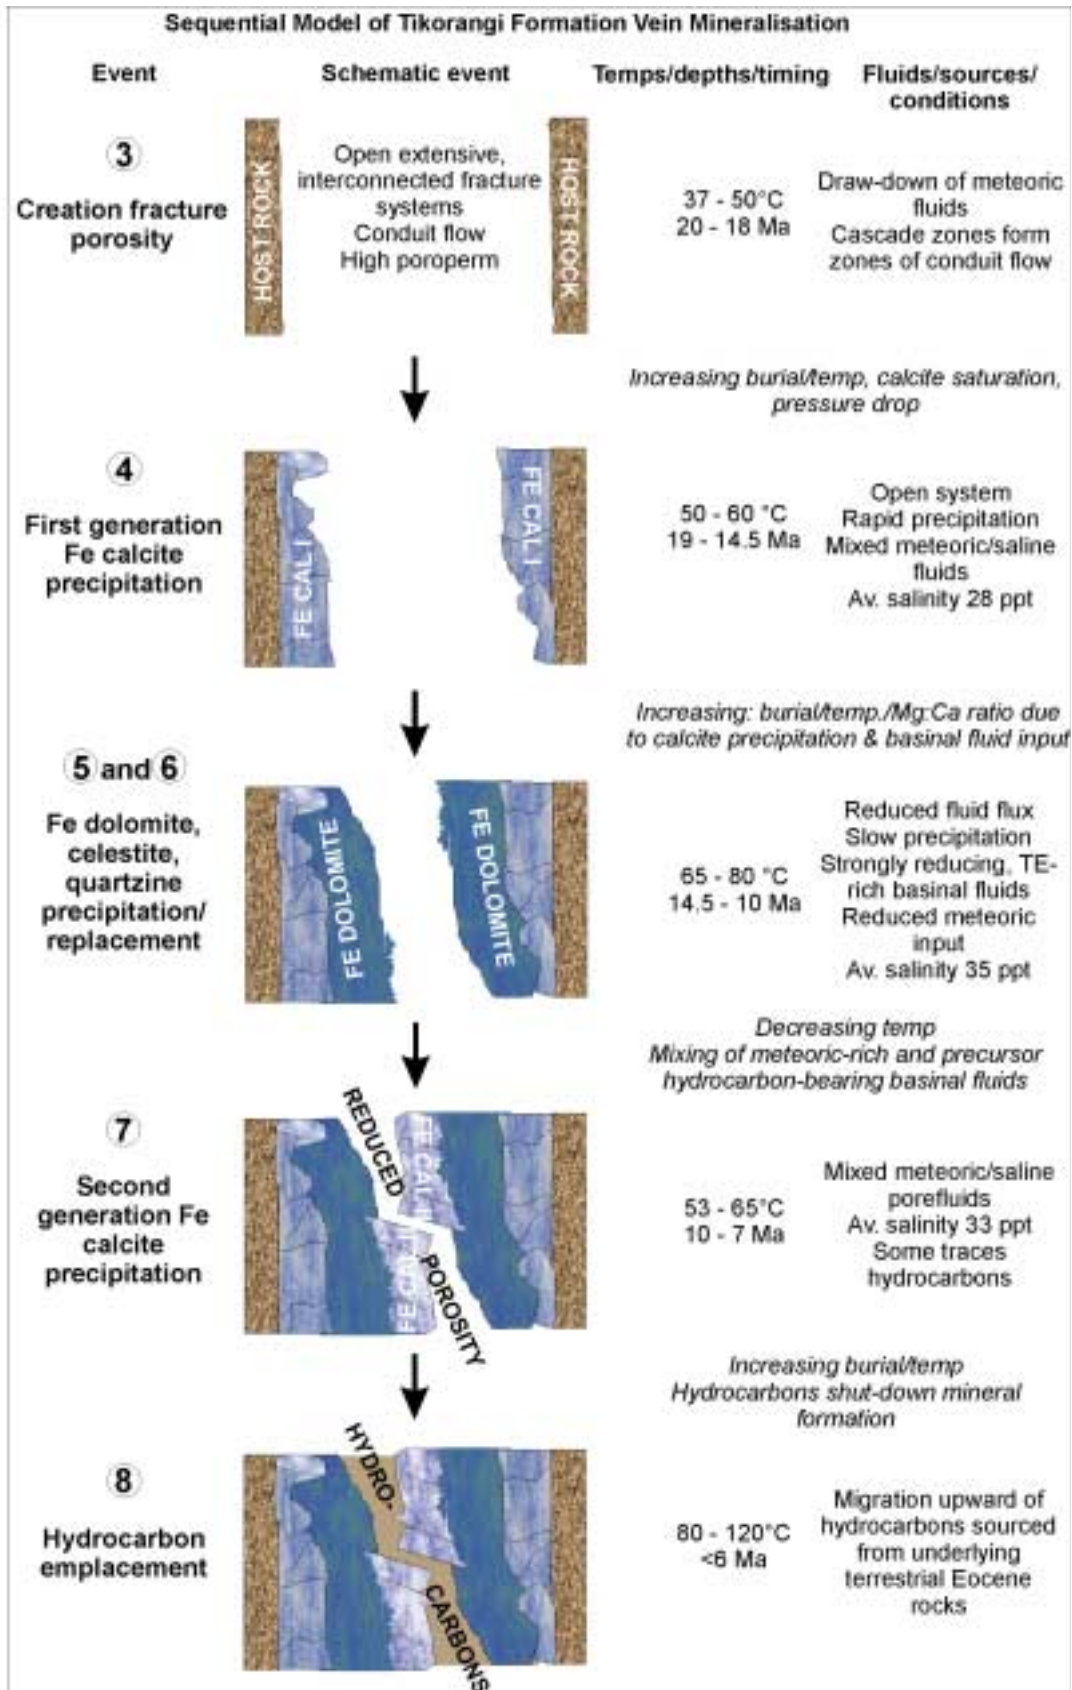 Sequential Model of Tikorangi Formation Vein Mineralisation
Event
Schematic event
Temps/depths/timing
Fluids/sources/
conditions
3
Creation fracture
porosity
HOST ROCK
Open extensive,
interconnected fracture
systems
Conduit flow
High poroperm
HOST ROCK
37 - 50°C
20 - 18 Ma
Draw-down of meteoric
fluids
Cascade zones form
zones of conduit flow
Increasing burial/temp, calcite saturation,
pressure drop
4
First generation
Fe calcite
precipitation
FE CAL I
FE CAL I
50 - 60 °C
19 - 14.5 Ma
Open system
Rapid precipitation
Mixed meteoric/saline
fluids
Av. salinity 28 ppt
Increasing: burial/temp./Mg:Ca ratio due
to calcite precipitation & basinal fluid input
5 and 6
Fe dolomite,
celestite,
quartzine
precipitation/
replacement
FE DOLOMITE
FE DOLOMITE
65 - 80 °C
14.5 - 10 Ma
Reduced fluid flux
Slow precipitation
Strongly reducing, TE-
rich basinal fluids
Reduced meteoric
input
Av. salinity 35 ppt
Decreasing temp
Mixing of meteoric-rich and precursor
hydrocarbon-bearing basinal fluids
7
Second
generation Fe
calcite
precipitation
REDUCED
POROSITY
FE CAL II
FE CAL II
53 - 65°C
10 - 7 Ma
Mixed meteoric/saline
porefluids
Av. salinity 33 ppt
Some traces
hydrocarbons
Increasing burial/temp
Hydrocarbons shut-down mineral
formation
8
Hydrocarbon
emplacement
HYDRO-
CARBONS
80 - 120°C
<6 Ma
Migration upward of
hydrocarbons sourced
from underlying
terrestrial Eocene
rocks